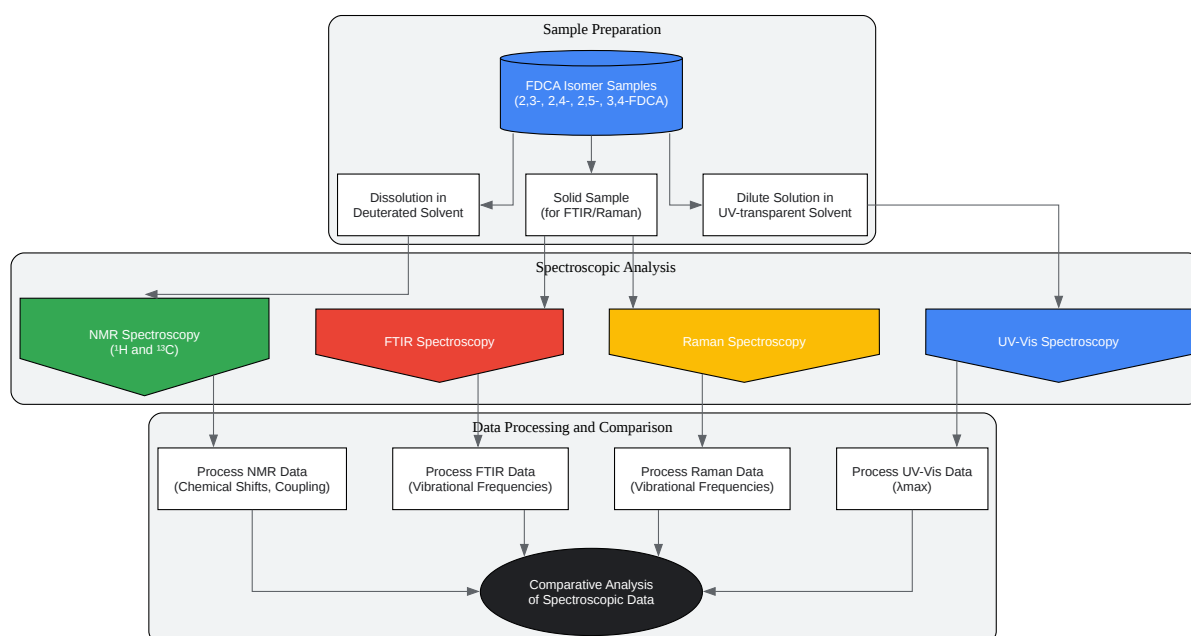 Sample Preparation
FDCA Isomer Samples
(2,3-, 2,4-, 2,5-, 3,4-FDCA)
Dissolution in
Deuterated Solvent
Solid Sample
(for FTIR/Raman)
Dilute Solution in
UV-transparent Solvent
Spectroscopic Analysis
NMR Spectroscopy
(¹H and ¹³C)
FTIR Spectroscopy
Raman Spectroscopy
UV-Vis Spectroscopy
Data Processing and Comparison
Process NMR Data
(Chemical Shifts, Coupling)
Process FTIR Data
(Vibrational Frequencies)
Process Raman Data
(Vibrational Frequencies)
Process UV-Vis Data
(λmax)
Comparative Analysis
of Spectroscopic Data